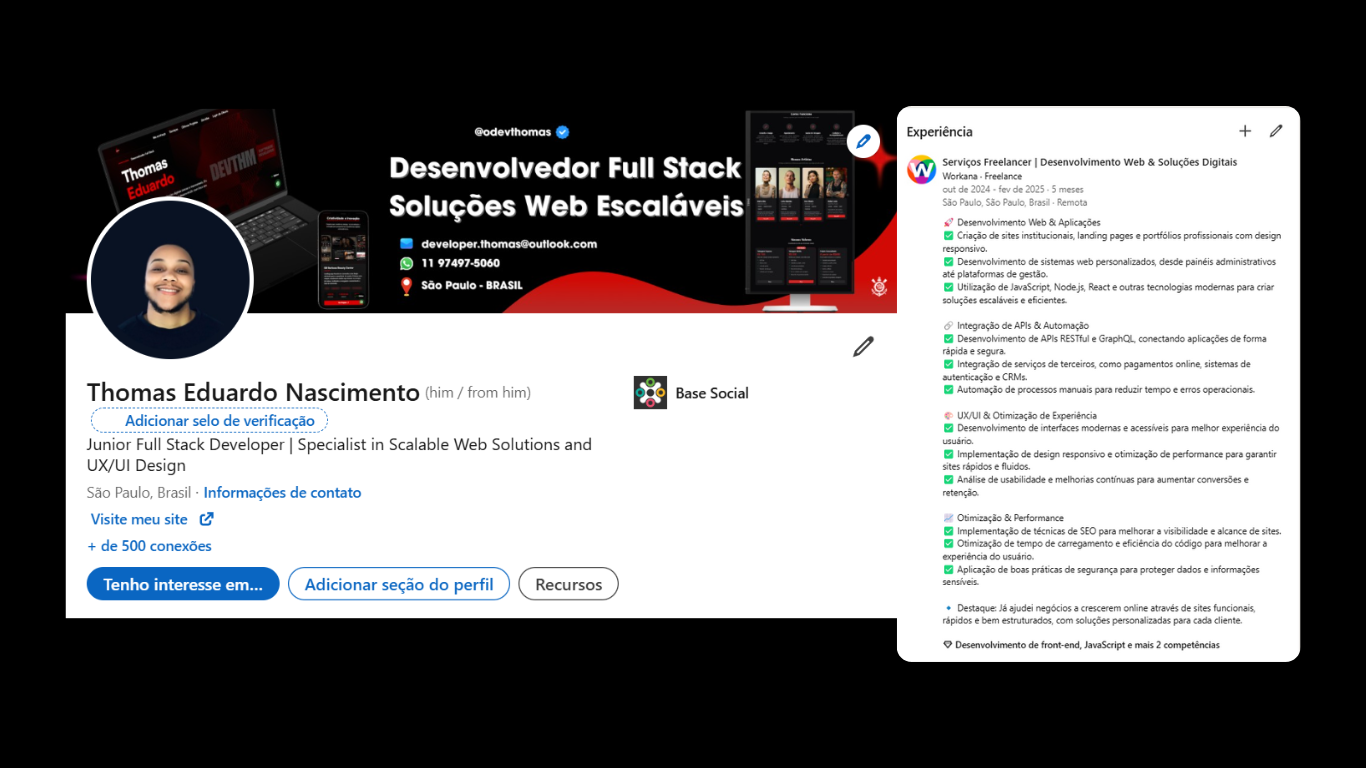 Thomas
Eduardo
DEVTHM
@odevthomas
Desenvolvedor Full Stack
Soluções Web Escaláveis
developer.thomas@outlook.com
11 97497-5060
São Paulo - BRASIL
Thomas Eduardo Nascimento (him / from him)
Base Social
Adicionar selo de verificação
Junior Full Stack Developer | Specialist in Scalable Web Solutions and
UX/UI Design
São Paulo, Brasil · Informações de contato
Visite meu site
+ de 500 conexões
Tenho interesse em...
Adicionar seção do perfil
Recursos
Experiência
W
Serviços Freelancer | Desenvolvimento Web & Soluções Digitais
Workana · Freelance
out de 2024 - fev de 2025 · 5 meses
São Paulo, São Paulo, Brasil · Remota
🚀 Desenvolvimento Web & Aplicações
✅ Criação de sites institucionais, landing pages e portfólios profissionais com design
responsivo.
✅ Desenvolvimento de sistemas web personalizados, desde painéis administrativos
até plataformas de gestão.
✅ Utilização de JavaScript, Node.js, React e outras tecnologias modernas para criar
soluções escaláveis e eficientes.
🔗 Integração de APIs & Automação
✅ Desenvolvimento de APIs RESTful e GraphQL, conectando aplicações de forma
rápida e segura.
✅ Integração de serviços de terceiros, como pagamentos online, sistemas de
autenticação e CRMs.
✅ Automação de processos manuais para reduzir tempo e erros operacionais.
🧠 UX/UI & Otimização de Experiência
✅ Desenvolvimento de interfaces modernas e acessíveis para melhor experiência do
usuário.
✅ Implementação de design responsivo e otimização de performance para garantir
sites rápidos e fluidos.
✅ Análise de usabilidade e melhorias contínuas para aumentar conversões e
retenção.
📈 Otimização & Performance
✅ Implementação de técnicas de SEO para melhorar a visibilidade e alcance de sites.
✅ Otimização de tempo de carregamento e eficiência do código para melhorar a
experiência do usuário.
✅ Aplicação de boas práticas de segurança para proteger dados e informações
sensíveis.
🔹 Destaque: Já ajudei negócios a crescerem online através de sites funcionais,
rápidos e bem estruturados, com soluções personalizadas para cada cliente.
Desenvolvimento de front-end, JavaScript e mais 2 competências